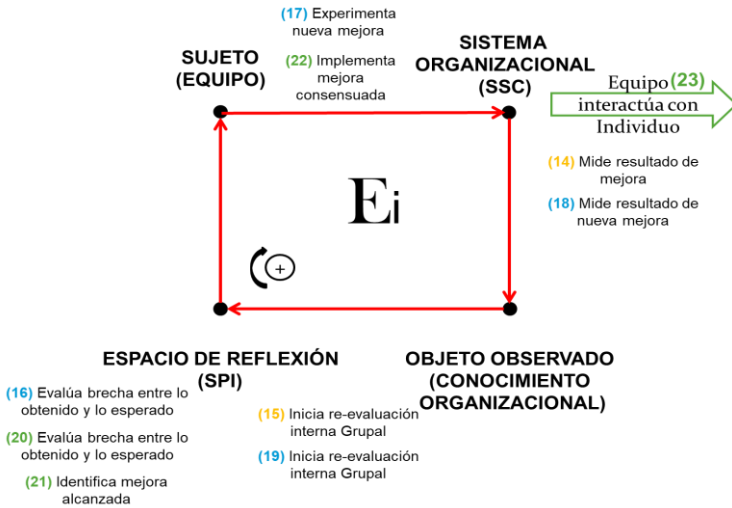 (17) Experimenta
nueva mejora
(22) Implementa
mejora
consensuada
SUJETO
(EQUIPO)
SISTEMA
ORGANIZACIONAL
(SSC)
Equipo (23)
interactúa con
Individuo
(14) Mide resultado de
mejora
(18) Mide resultado de
nueva mejora
Ei
+
ESPACIO DE REFLEXIÓN
(SPI)
OBJETO OBSERVADO
(CONOCIMIENTO
ORGANIZACIONAL)
(16) Evalúa brecha entre lo
obtenido y lo esperado
(20) Evalúa brecha entre lo
obtenido y lo esperado
(21) Identifica mejora
alcanzada
(15) Inicia re-evaluación
interna Grupal
(19) Inicia re-evaluación
interna Grupal